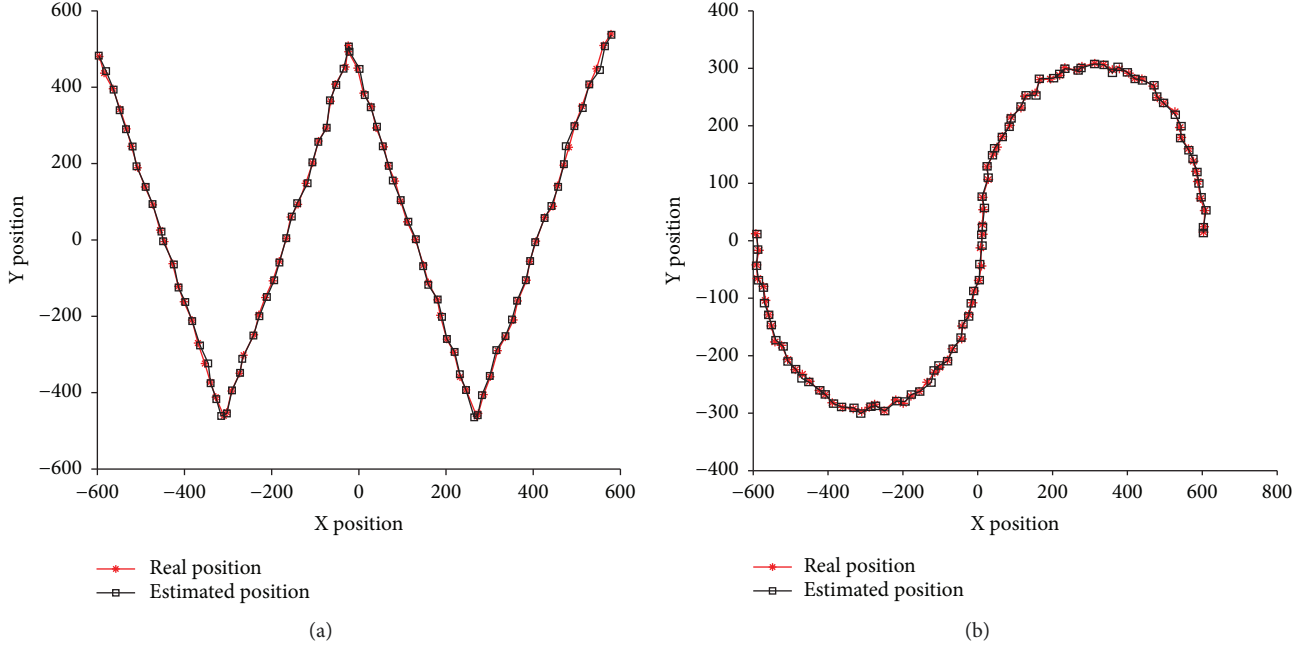 600
400
200
0
−200
−400
−600
Y position
−600 −400 −200 0 200 400 600
X position
Real position
Estimated position
(a)
400
300
200
100
0
−100
−200
−300
−400
Y position
−600 −400 −200 0 200 400 600 800
X position
Real position
Estimated position
(b)